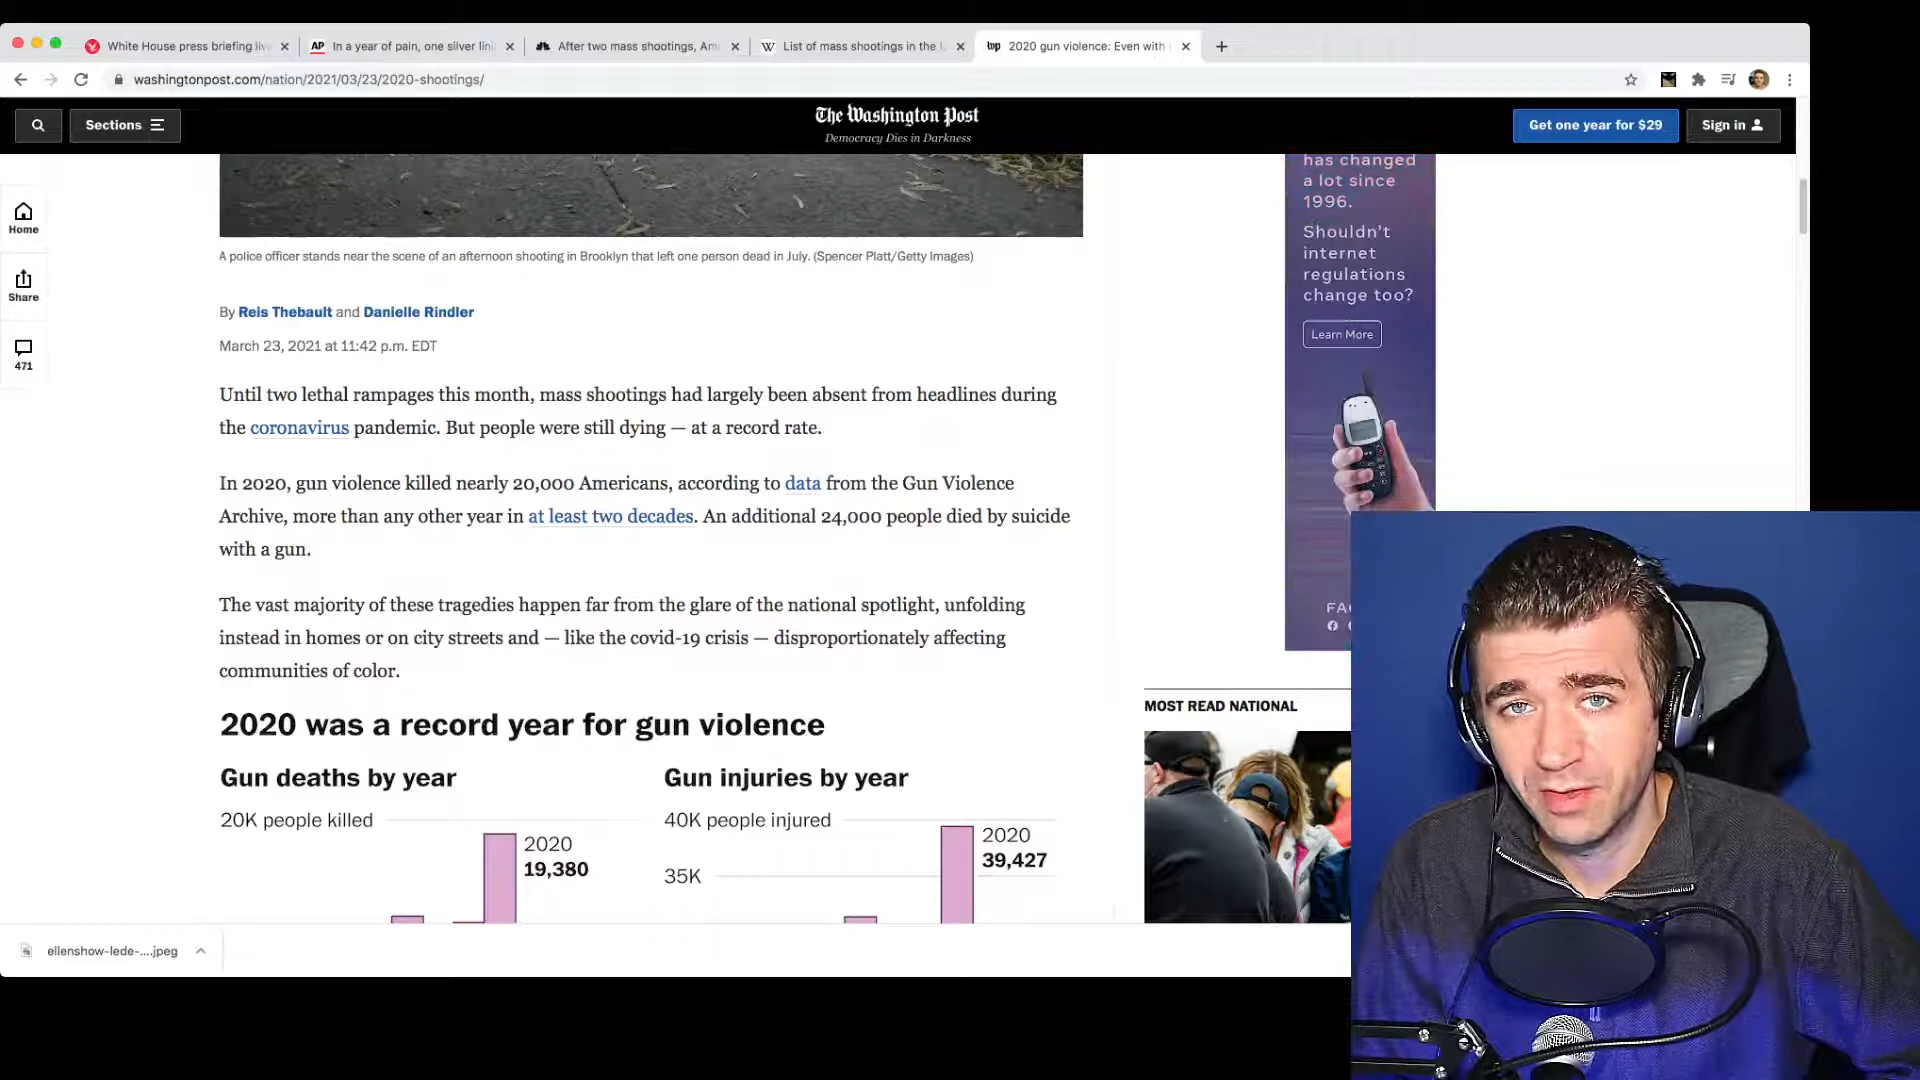 White House press briefing liv
In a year of pain, one silver lini
After two mass shootings, Am
List of mass shootings in the U
2020 gun violence: Even with
washingtonpost.com/nation/2021/03/23/2020-shootings/
Sections
The Washington Post
Democracy Dies in Darkness
Get one year for $29
Sign in
Home
Share
471
A police officer stands near the scene of an afternoon shooting in Brooklyn that left one person dead in July. (Spencer Platt/Getty Images)
By Reis Thebault and Danielle Rindler
March 23, 2021 at 11:42 p.m. EDT
Until two lethal rampages this month, mass shootings had largely been absent from headlines during
the coronavirus pandemic. But people were still dying — at a record rate.
In 2020, gun violence killed nearly 20,000 Americans, according to data from the Gun Violence
Archive, more than any other year in at least two decades. An additional 24,000 people died by suicide
with a gun.
The vast majority of these tragedies happen far from the glare of the national spotlight, unfolding
instead in homes or on city streets and — like the covid-19 crisis — disproportionately affecting
communities of color.
2020 was a record year for gun violence
Gun deaths by year
20K people killed
2020
19,380
Gun injuries by year
40K people injured
2020
39,427
35K
has changed
a lot since
1996.
Shouldn't
internet
regulations
change too?
Learn More
FA
MOST READ NATIONAL
ellenshow-lede-....jpeg